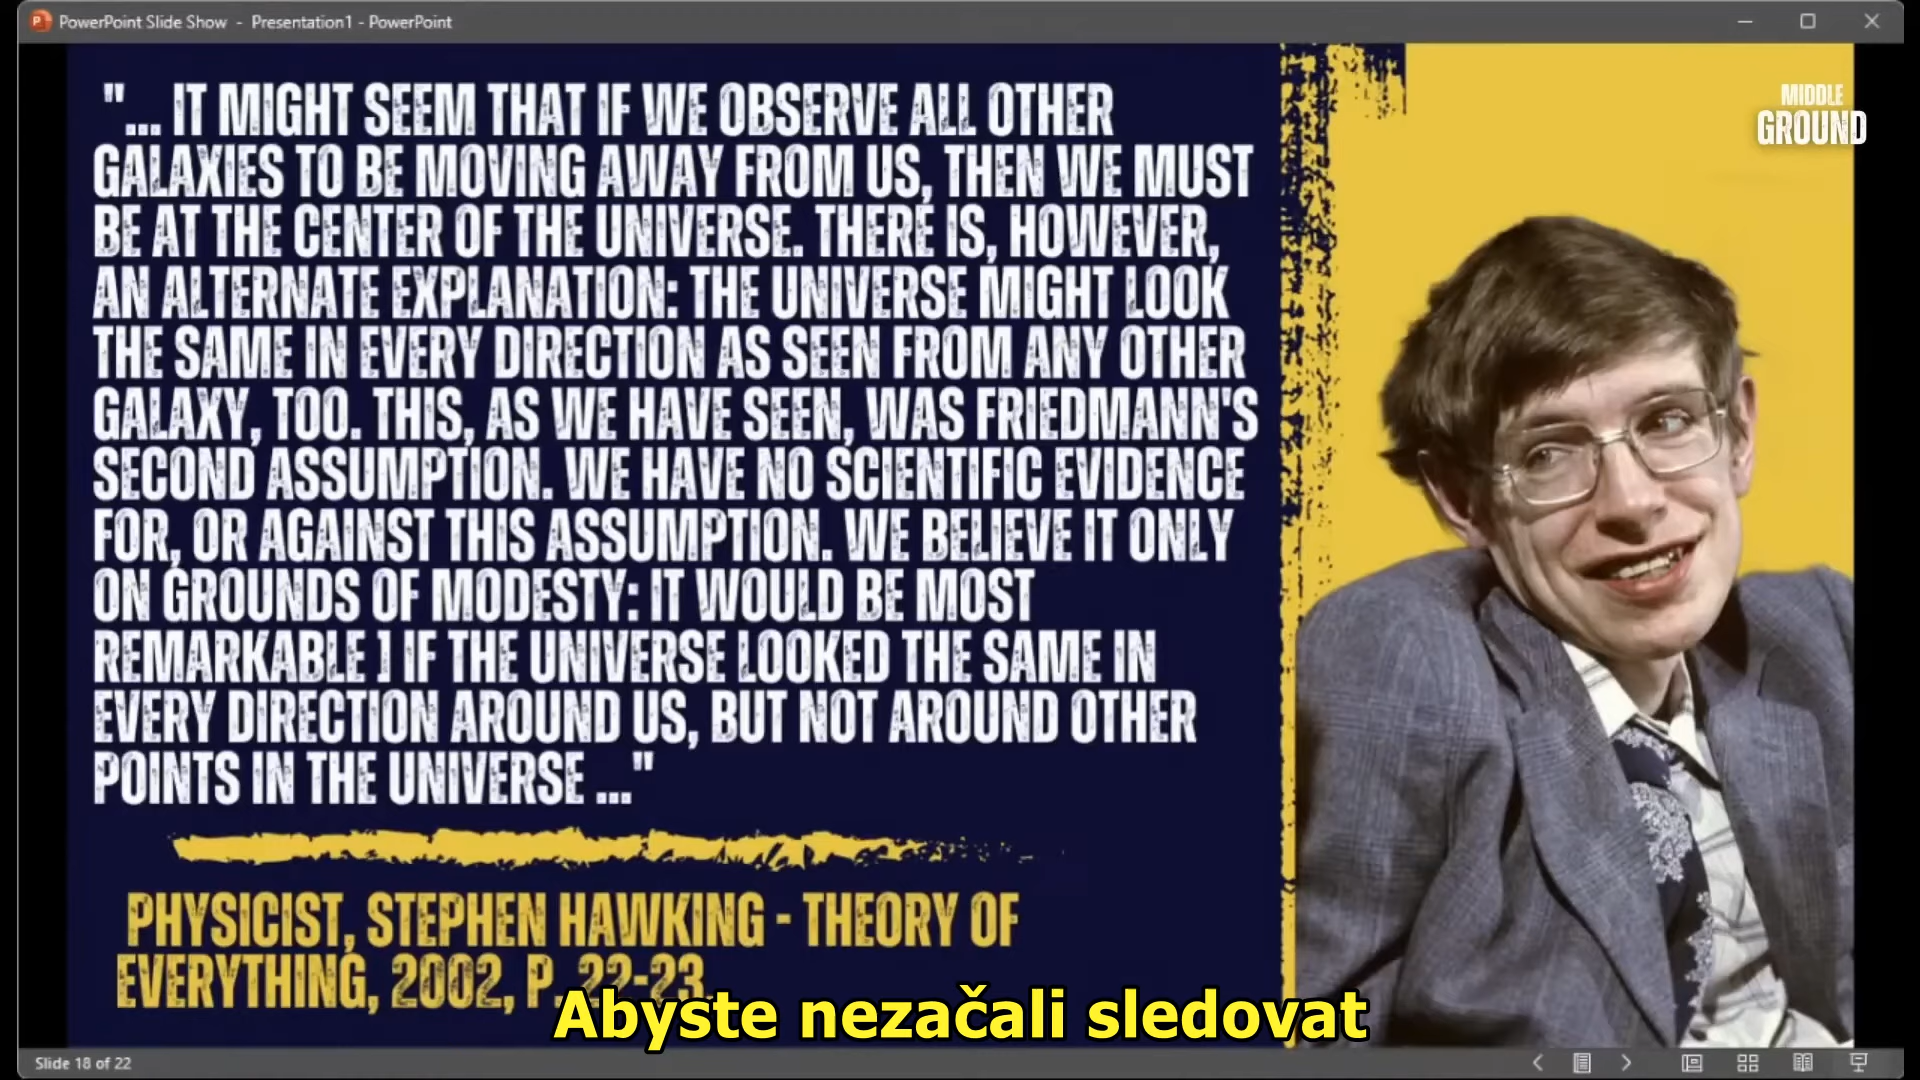 PowerPoint Slide Show - Presentation1 - PowerPoint
MIDDLE
GROUND
"... IT MIGHT SEEM THAT IF WE OBSERVE ALL OTHER
GALAXIES TO BE MOVING AWAY FROM US, THEN WE MUST
BE AT THE CENTER OF THE UNIVERSE. THERE IS, HOWEVER,
AN ALTERNATE EXPLANATION: THE UNIVERSE MIGHT LOOK
THE SAME IN EVERY DIRECTION AS SEEN FROM ANY OTHER
GALAXY, TOO. THIS, AS WE HAVE SEEN, WAS FRIEDMANN'S
SECOND ASSUMPTION. WE HAVE NO SCIENTIFIC EVIDENCE
FOR, OR AGAINST THIS ASSUMPTION. WE BELIEVE IT ONLY
ON GROUNDS OF MODESTY: IT WOULD BE MOST
REMARKABLE ] IF THE UNIVERSE LOOKED THE SAME IN
EVERY DIRECTION AROUND US, BUT NOT AROUND OTHER
POINTS IN THE UNIVERSE ..."
PHYSICIST, STEPHEN HAWKING - THEORY OF
EVERYTHING, 2002, P. 22-23.
Abyste nezačali sledovat
Slide 18 of 22